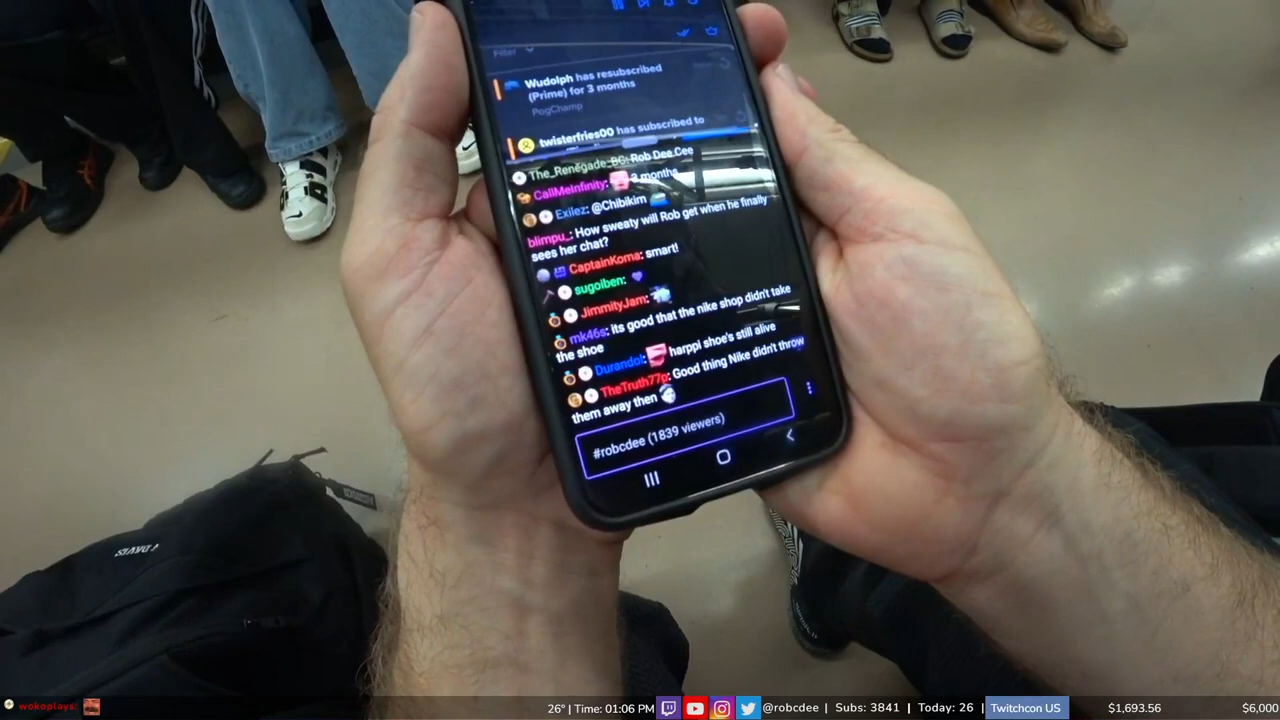 Filter
Wudolph has resubscribed
(Prime) for 3 months
PogChamp
twisterfries00 has subscribed to
The_Renegade_BG: Rob Dee Cee
CallMeInfinity: 3 months
Exilez: @Chibikim
blimpu_: How sweaty will Rob get when he finally
sees her chat?
CaptainKoma: smart!
sugoiben:
JimmityJam:
mk46s: its good that the nike shop didn't take
the shoe
Durandol: harppi shoe's still alive
TheTruth77p: Good thing Nike didn't throw
them away then
#robcdee (1839 viewers)
wokoplays: 26° | Time: 01:06 PM @robcdee | Subs: 3841 | Today: 26 | Twitchcon US $1,693.56 $6,000